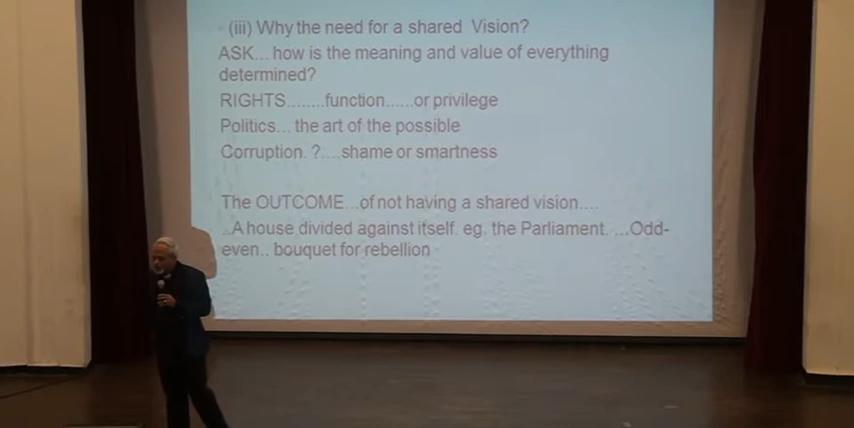 (iii) Why the need for a shared Vision?
ASK... how is the meaning and value of everything
determined?
RIGHTS........function......or privilege
Politics... the art of the possible
Corruption. ?....shame or smartness
The OUTCOME...of not having a shared vision....
..A house divided against itself. eg. the Parliament. ...Odd-
even.. bouquet for rebellion